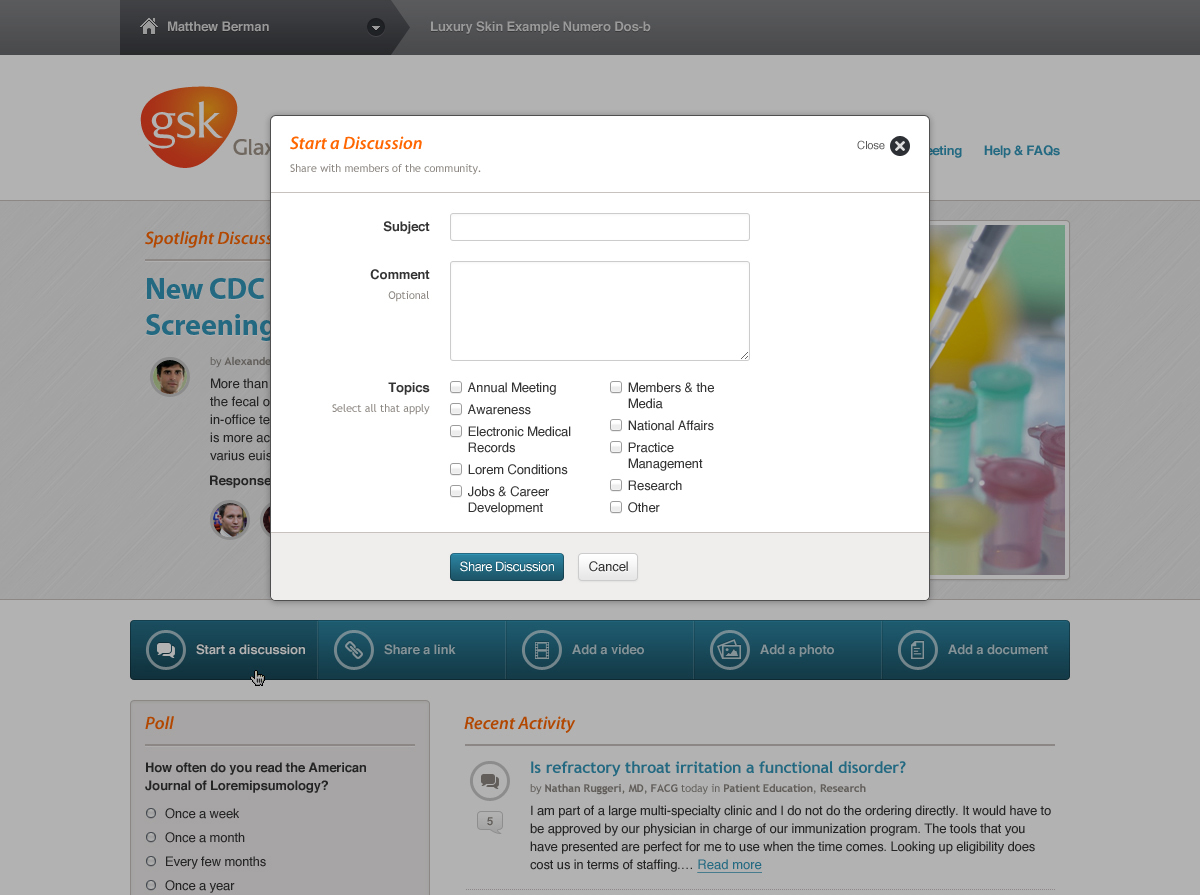 Matthew Berman
Luxury Skin Example Numero Dos-b
gsk
Glax
eeting
Help & FAQs
Start a Discussion
Share with members of the community.
Close
Subject
Comment
Optional
Topics
Select all that apply
Annual Meeting
Awareness
Electronic Medical
Records
Lorem Conditions
Jobs & Career
Development
Members & the
Media
National Affairs
Practice
Management
Research
Other
Share Discussion
Cancel
Spotlight Discuss
New CDC
Screening
by Alexande
More than
the fecal o
in-office te
is more ac
varius euis
Response
Start a discussion
Share a link
Add a video
Add a photo
Add a document
Poll
How often do you read the American
Journal of Loremipsumology?
Once a week
Once a month
Every few months
Once a year
Recent Activity
Is refractory throat irritation a functional disorder?
by Nathan Ruggeri, MD, FACG today in Patient Education, Research
5
I am part of a large multi-specialty clinic and I do not do the ordering directly. It would have to
be approved by our physician in charge of our immunization program. The tools that you
have presented are perfect for me to use when the time comes. Looking up eligibility does
cost us in terms of staffing.... Read more